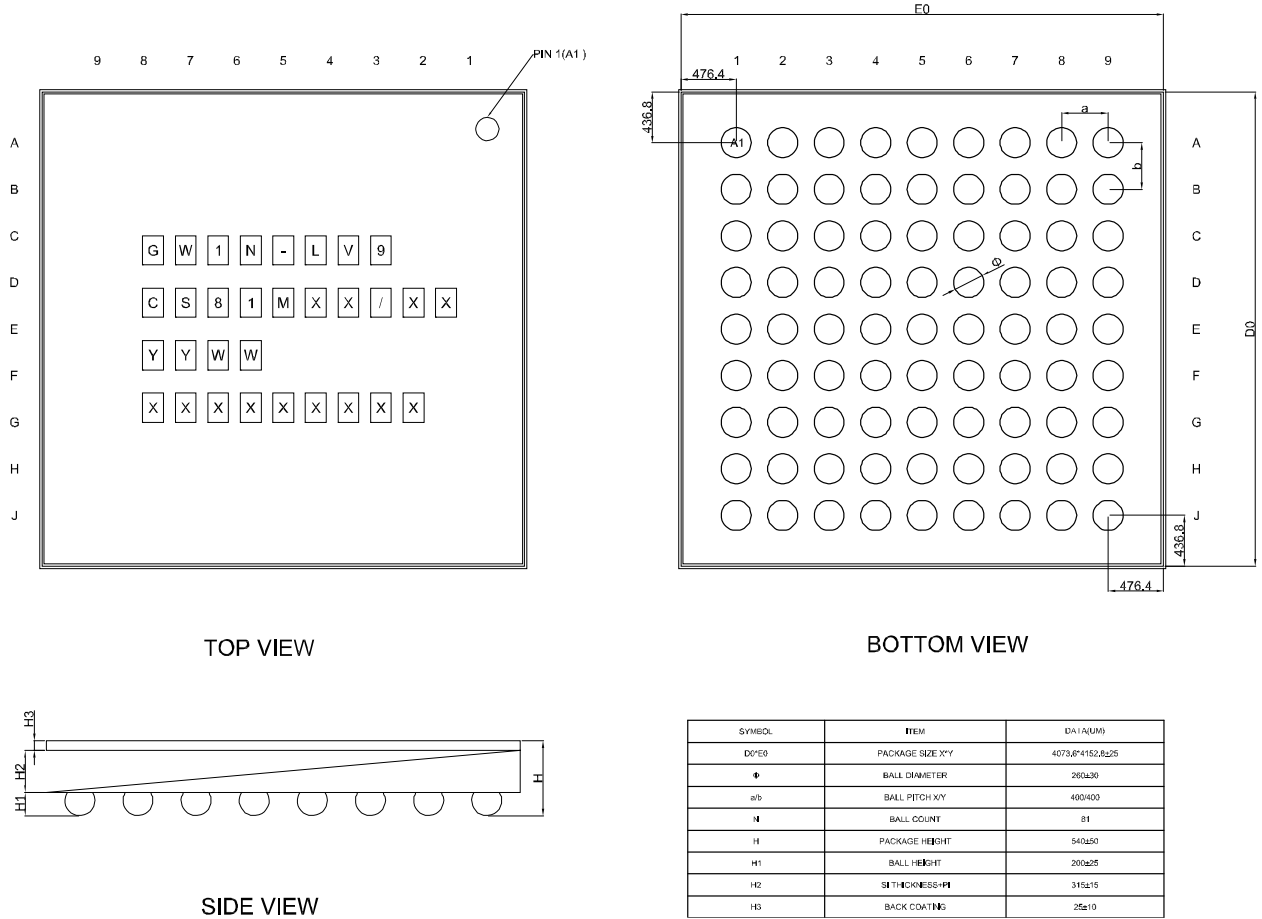 9 8 7 6 5 4 3 2 1
PIN 1(A1 )
A
B
C
D
E
F
G
H
J
G W 1 N - L V 9
C S 8 1 M X X / X X
Y Y W W
X X X X X X X X X
TOP VIEW
E0
1 2 3 4 5 6 7 8 9
476.4
436.8
A1
a
b
Φ
A
B
C
D
E
F
G
H
J
D0
436.8
476.4
BOTTOM VIEW
H3
H2
H1
H
SIDE VIEW
SYMBOL ITEM DATA(UM)
D0*E0 PACKAGE SIZE X*Y 4073.6*4152.8±25
Φ BALL DIAMETER 260±30
a/b BALL PITCH X/Y 400/400
N BALL COUNT 81
H PACKAGE HEIGHT 540±50
H1 BALL HEIGHT 200±25
H2 SI THICKNESS+PI 315±15
H3 BACK COATING 25±10